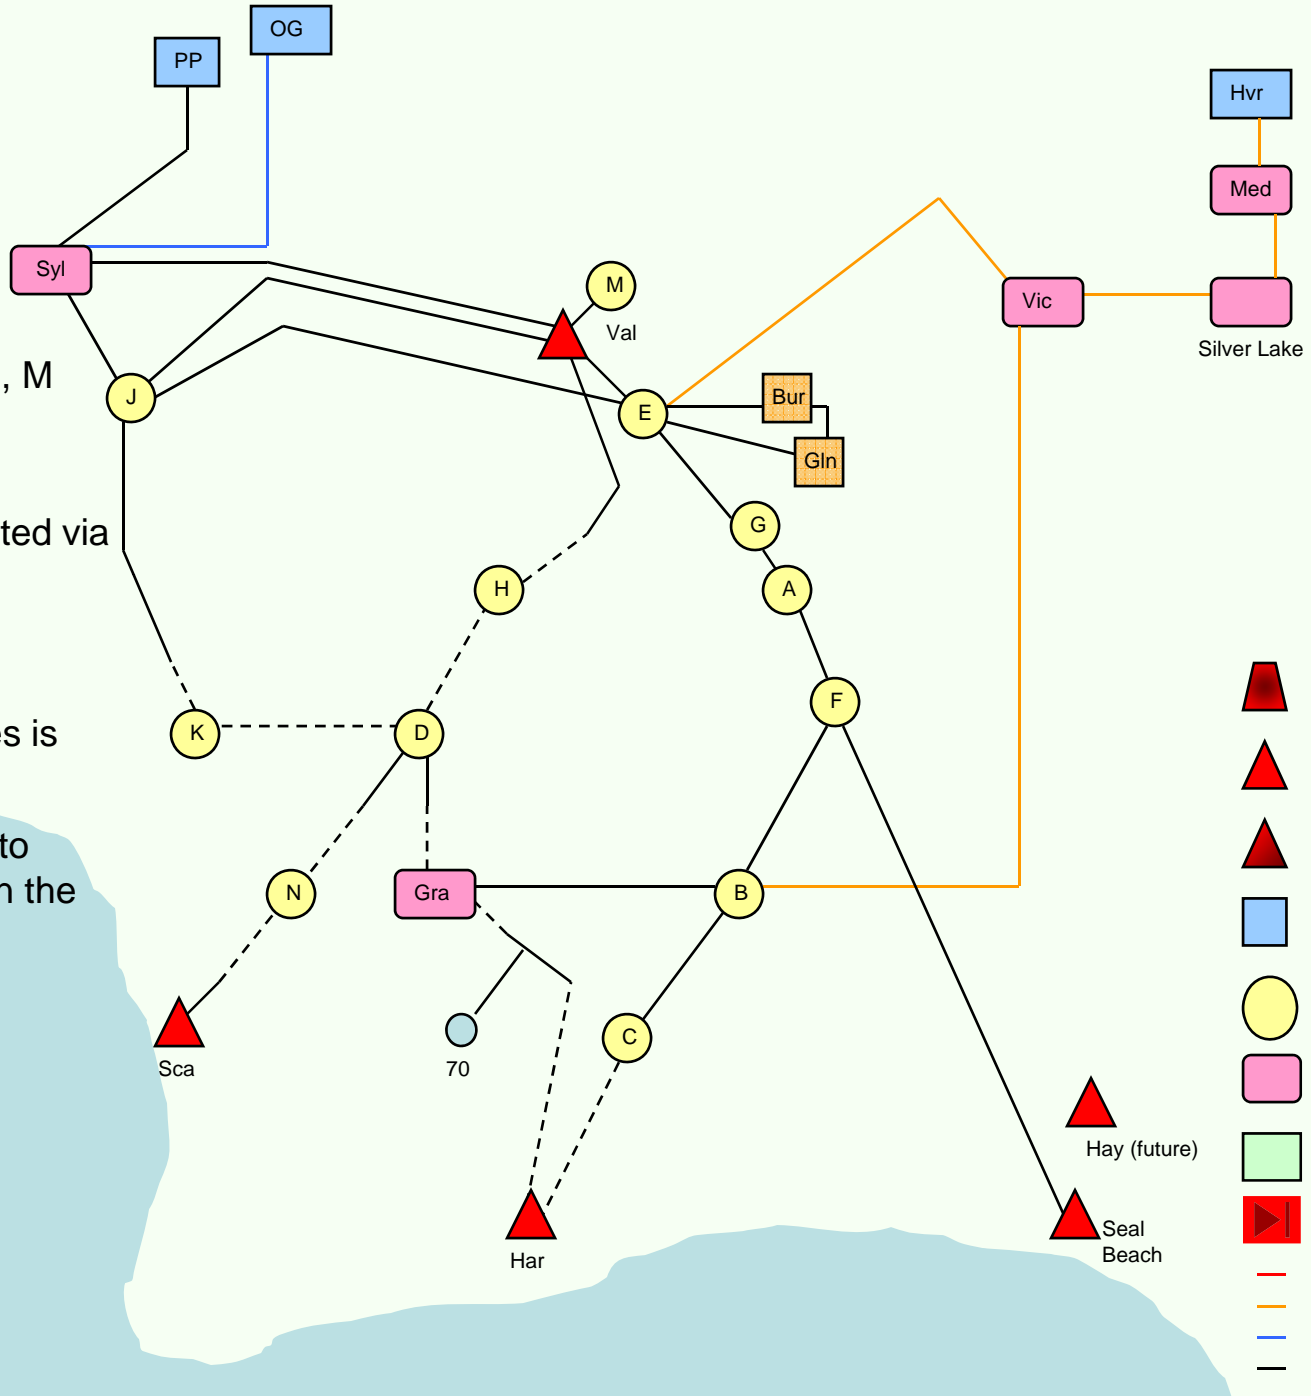 OG
PP
Hvr
Med
Syl
M
Vic
Val
Silver Lake
, M
J
Bur
E
Gln
G
ted via
H
A
F
K
D
es is
to
n the
N
Gra
B
C
Sca
70
Hay (future)
Seal
Beach
Har